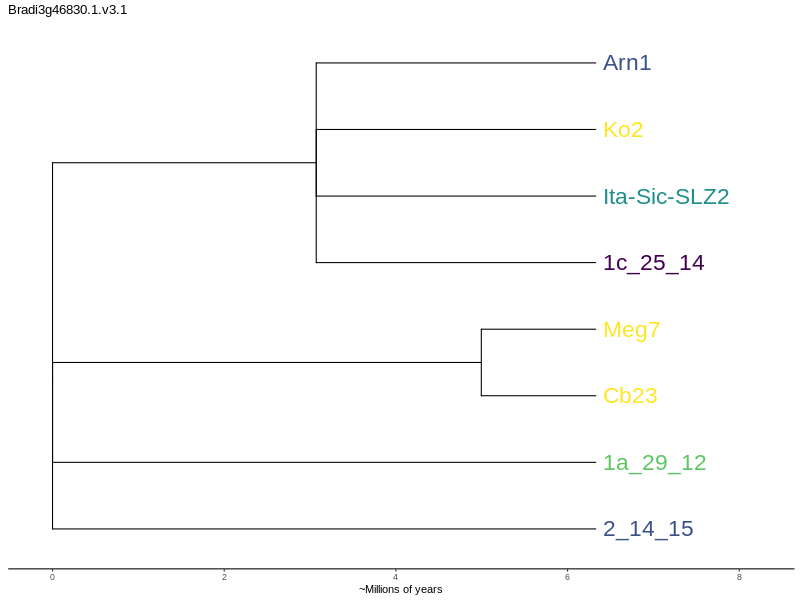 Bradi3g46830.1.v3.1
Arn1
Ko2
Ita-Sic-SLZ2
1c_25_14
Meg7
Cb23
1a_29_12
2_14_15
0 2 4 6 8
~Millions of years